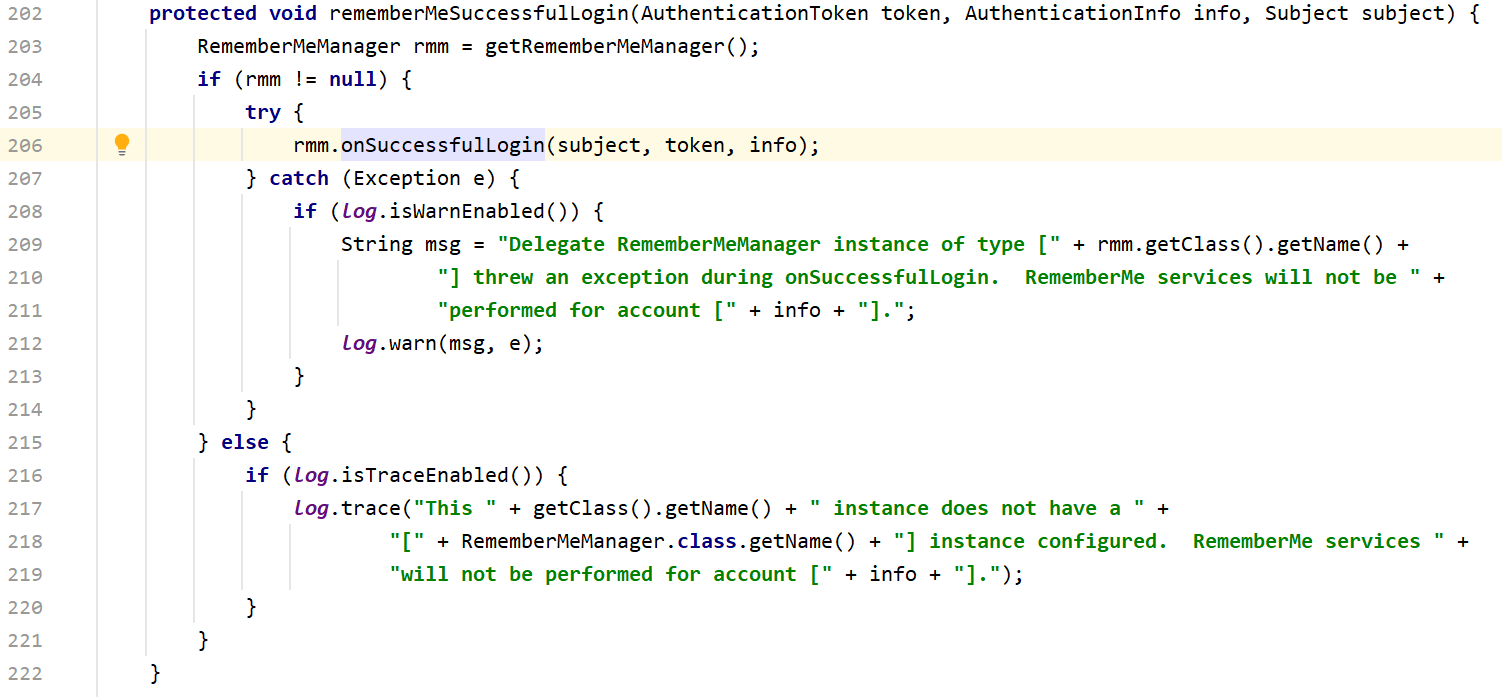 202 protected void rememberMeSuccessfulLogin(AuthenticationToken token, AuthenticationInfo info, Subject subject) {
203 RememberMeManager rmm = getRememberMeManager();
204 if (rmm != null) {
205 try {
206 rmm.onSuccessfulLogin(subject, token, info);
207 } catch (Exception e) {
208 if (log.isWarnEnabled()) {
209 String msg = "Delegate RememberMeManager instance of type [" + rmm.getClass().getName() +
210 "] threw an exception during onSuccessfulLogin.  RememberMe services will not be " +
211 "performed for account [" + info + "].";
212 log.warn(msg, e);
213 }
214 }
215 } else {
216 if (log.isTraceEnabled()) {
217 log.trace("This " + getClass().getName() + " instance does not have a " +
218 "[" + RememberMeManager.class.getName() + "] instance configured.  RememberMe services " +
219 "will not be performed for account [" + info + "].");
220 }
221 }
222 }